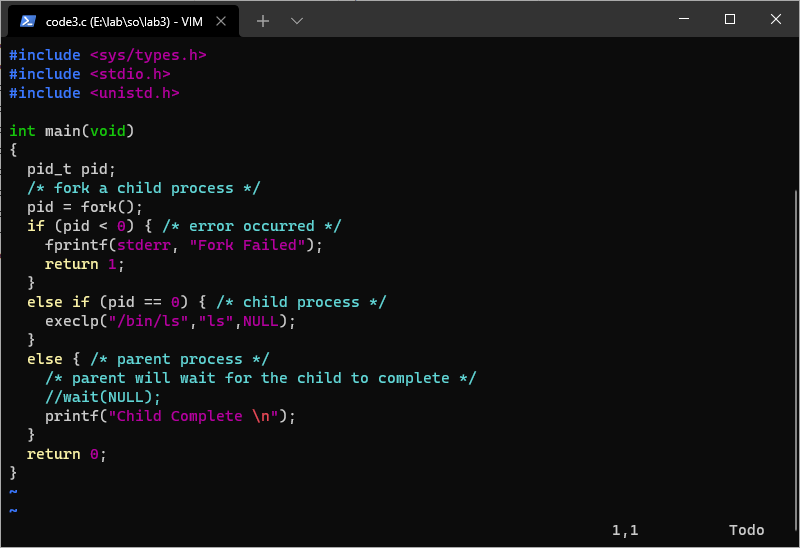 code3.c (E:\lab\so\lab3) - VIM
#include <sys/types.h>
#include <stdio.h>
#include <unistd.h>
int main(void)
{
  pid_t pid;
  /* fork a child process */
  pid = fork();
  if (pid < 0) { /* error occurred */
    fprintf(stderr, "Fork Failed");
    return 1;
  }
  else if (pid == 0) { /* child process */
    execlp("/bin/ls","ls",NULL);
  }
  else { /* parent process */
    /* parent will wait for the child to complete */
    //wait(NULL);
    printf("Child Complete \n");
  }
  return 0;
}
~
~
1,1 Todo